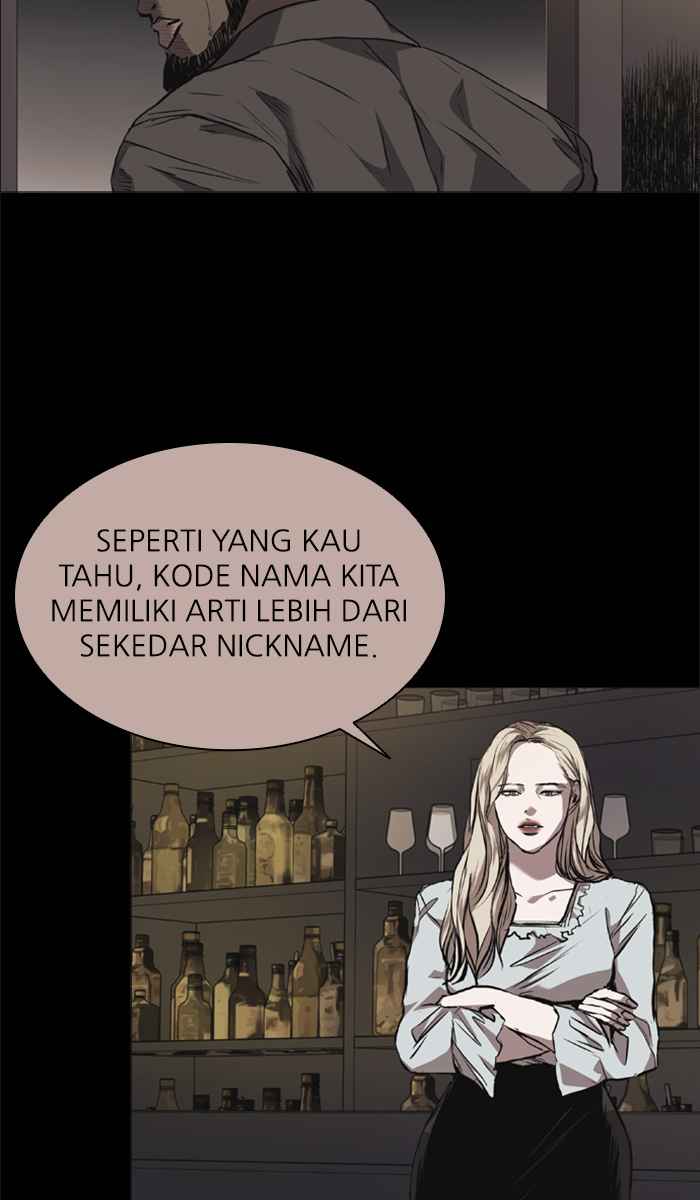 SEPERTI YANG KAU
TAHU, KODE NAMA KITA
MEMILIKI ARTI LEBIH DARI
SEKEDAR NICKNAME.